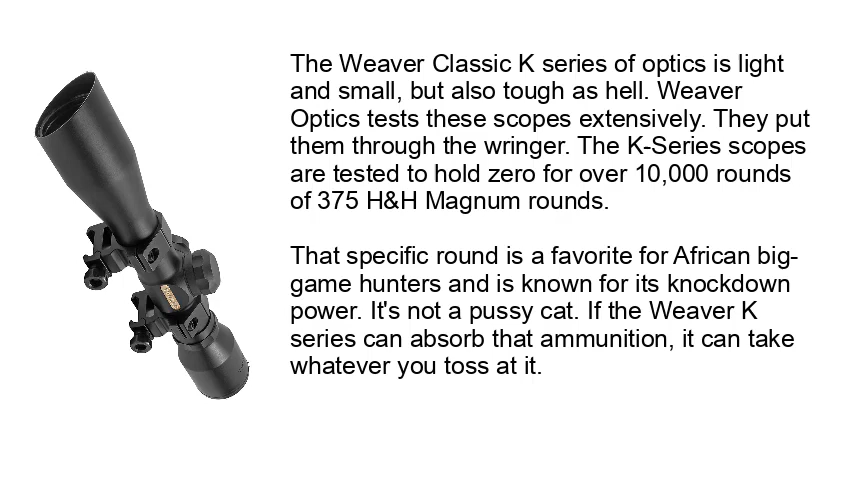 The Weaver Classic K series of optics is light
and small, but also tough as hell. Weaver
Optics tests these scopes extensively. They put
them through the wringer. The K-Series scopes
are tested to hold zero for over 10,000 rounds
of 375 H&H Magnum rounds.
That specific round is a favorite for African big-
game hunters and is known for its knockdown
power. It's not a pussy cat. If the Weaver K
series can absorb that ammunition, it can take
whatever you toss at it.